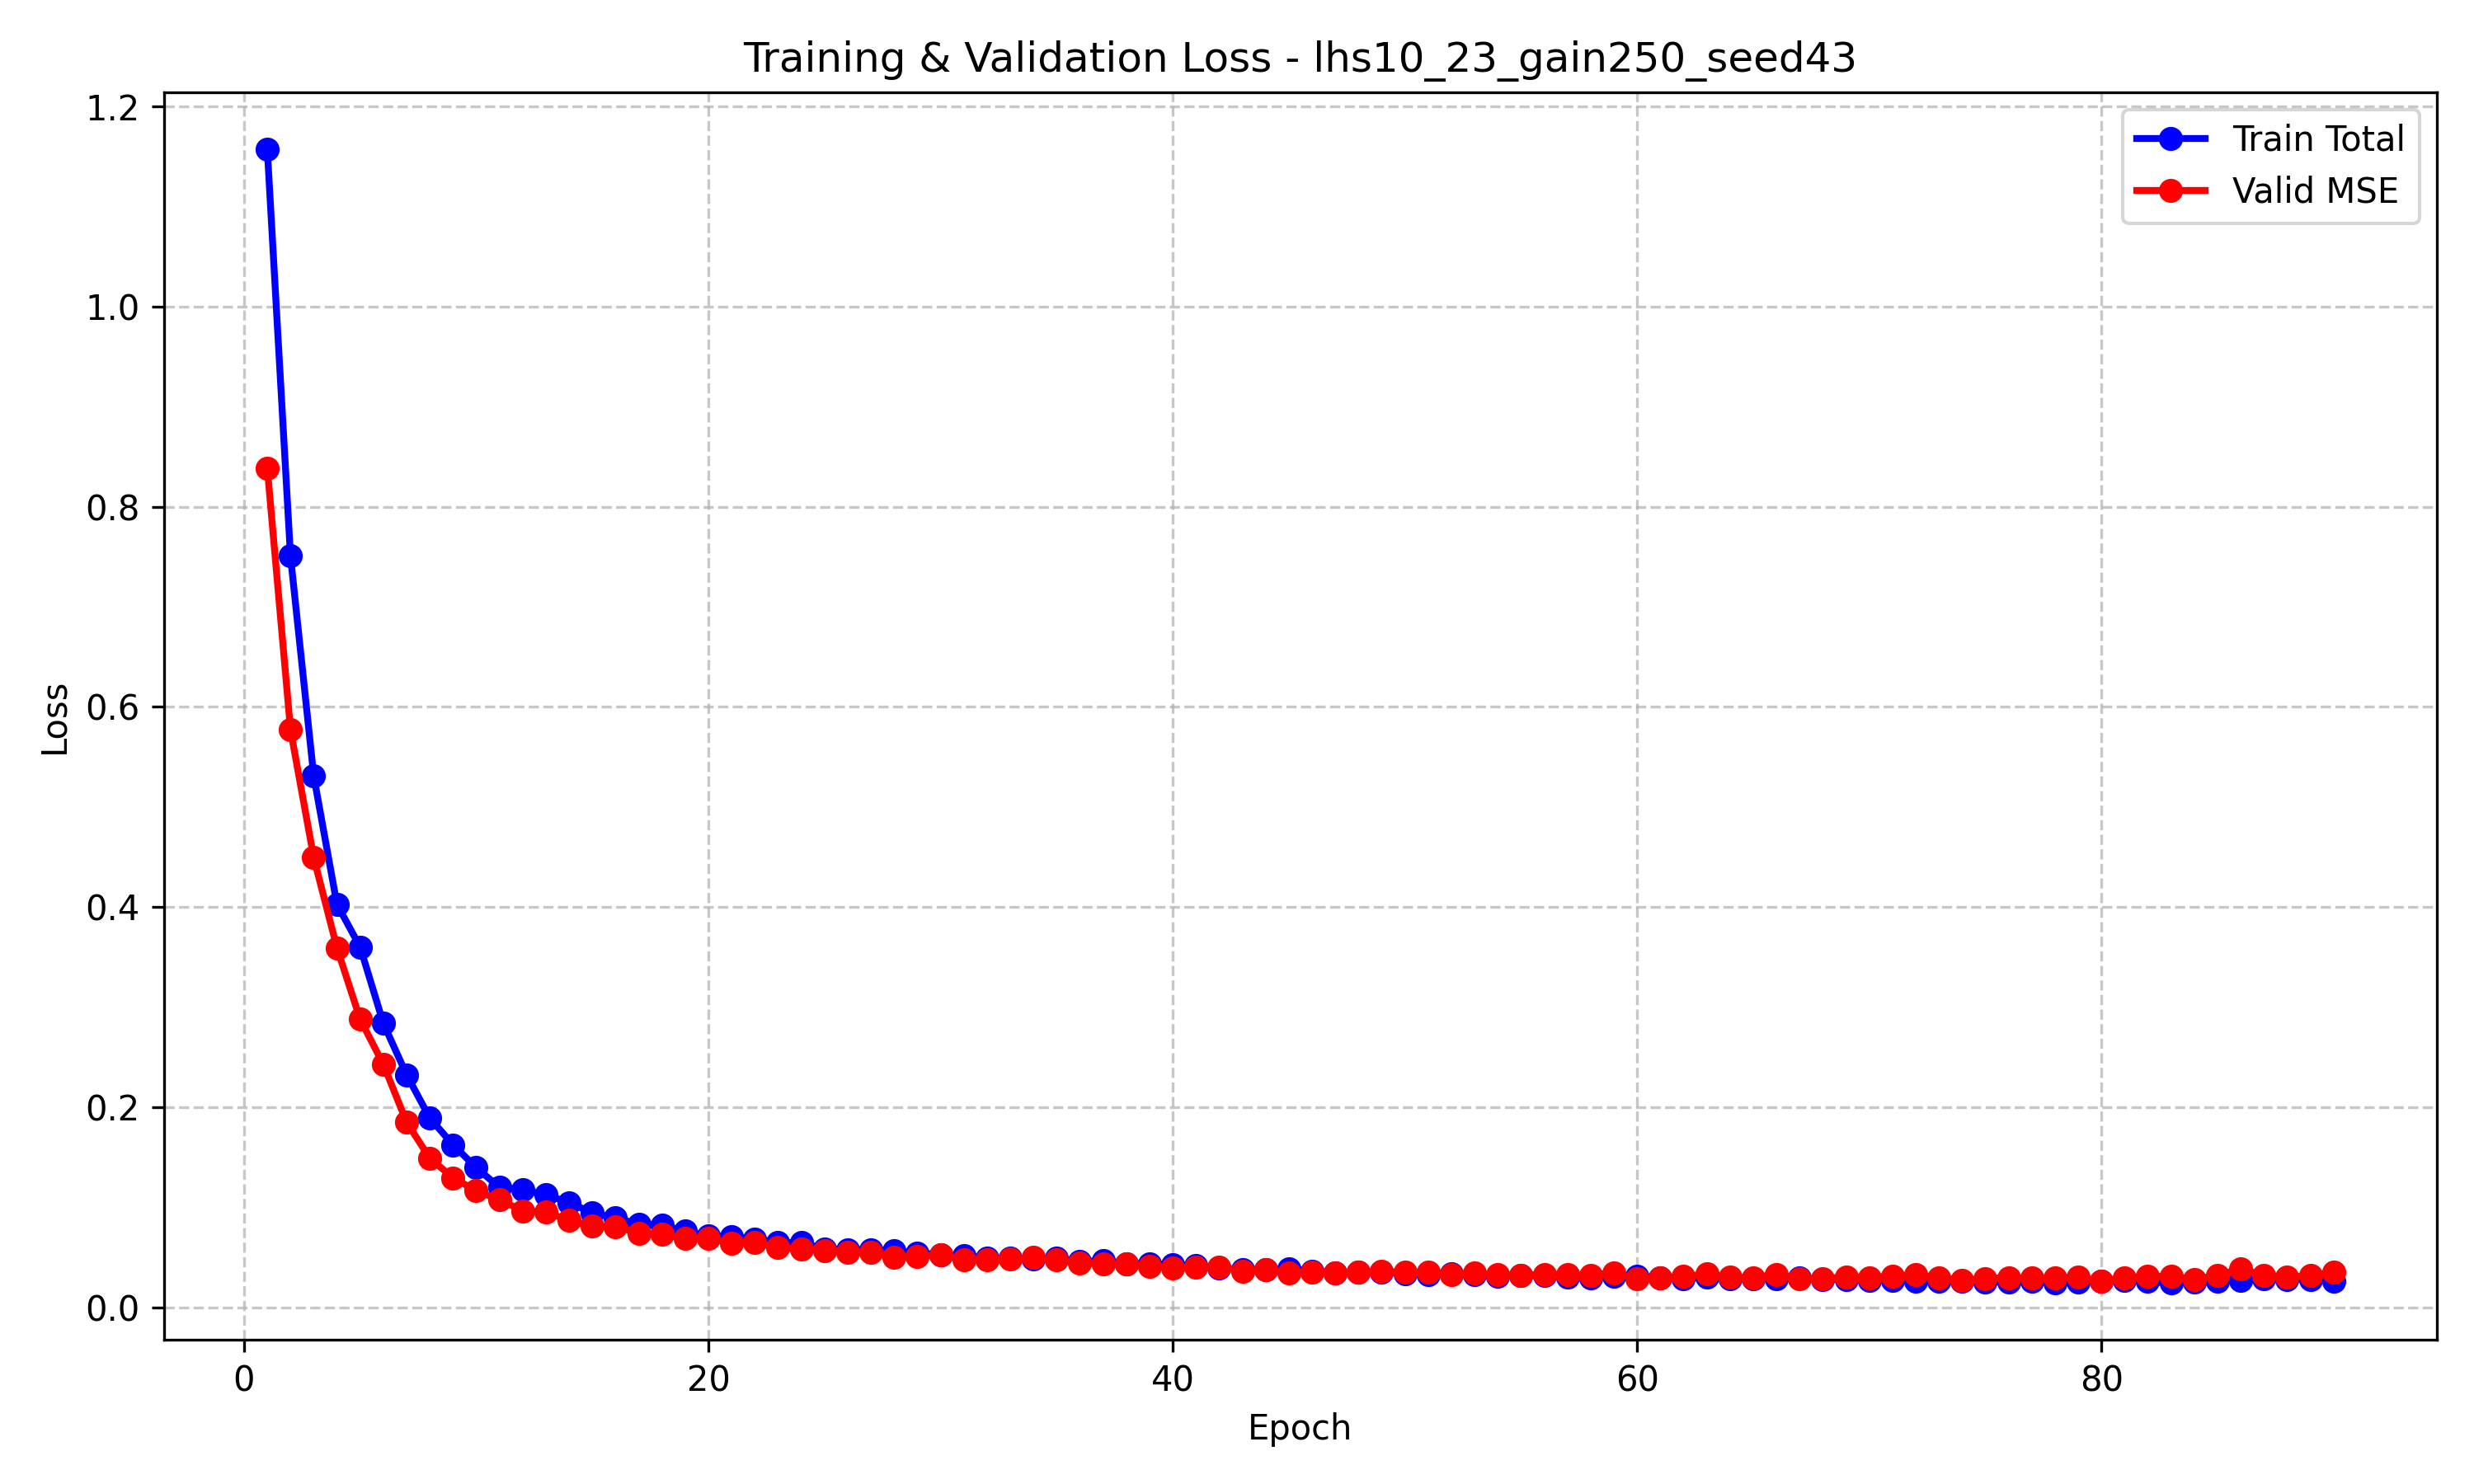 Training & Validation Loss - lhs10_23_gain250_seed43
1.2
1.0
0.8
0.6
0.4
0.2
0.0
Loss
Train Total
Valid MSE
0 20 40 60 80
Epoch